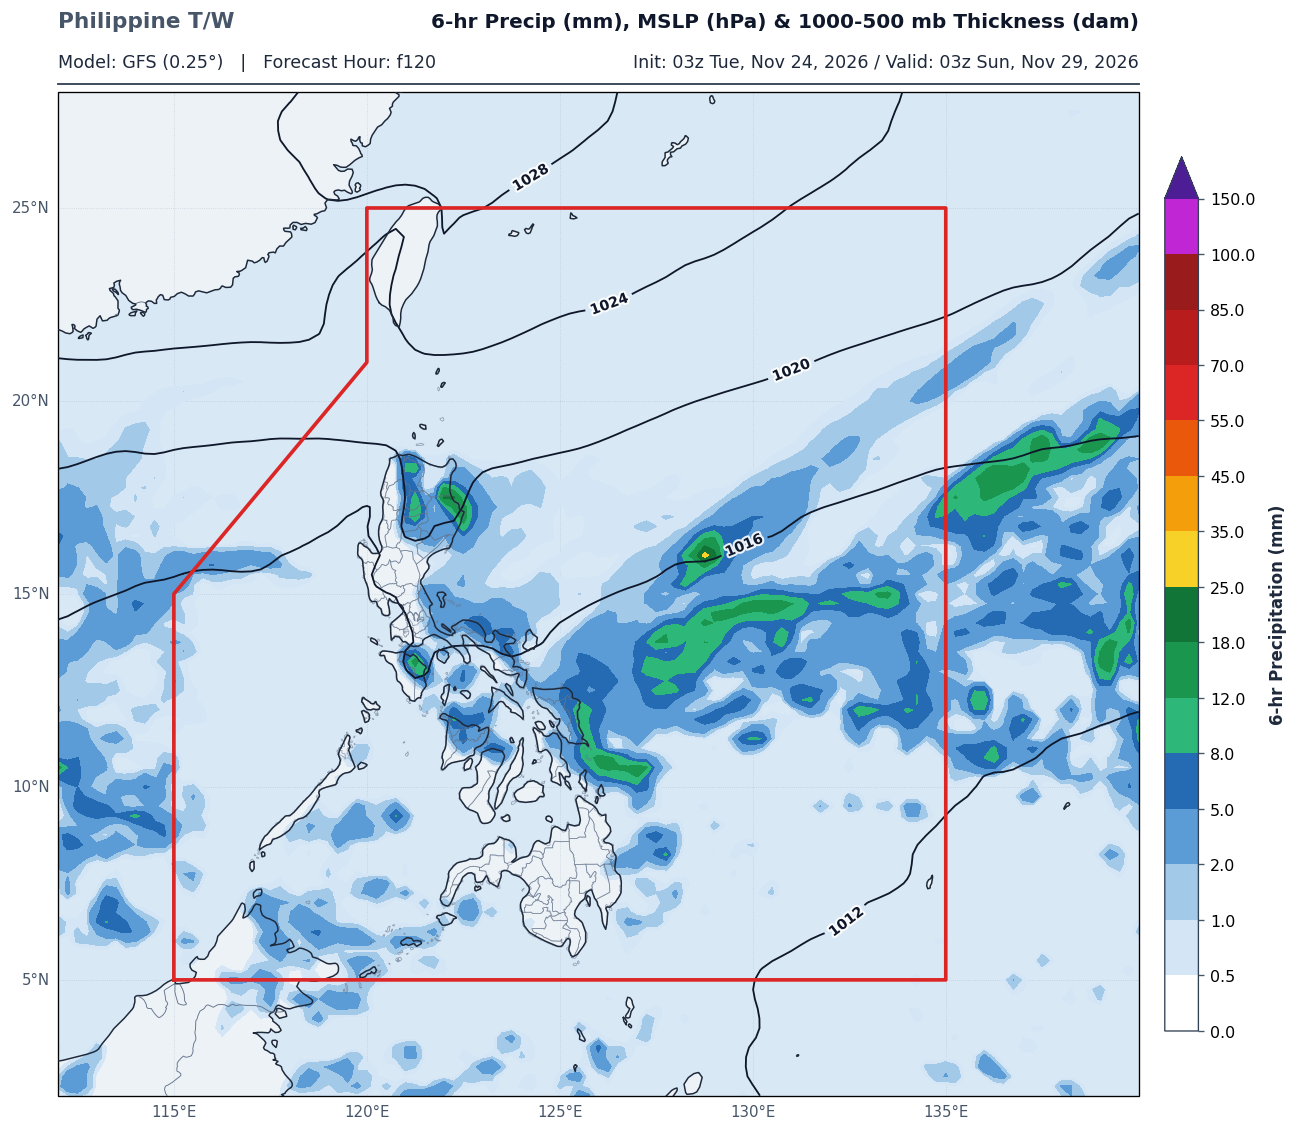 Philippine T/W
6-hr Precip (mm), MSLP (hPa) & 1000-500 mb Thickness (dam)
Model: GFS (0.25°) | Forecast Hour: f120
Init: 03z Tue, Nov 24, 2026 / Valid: 03z Sun, Nov 29, 2026
1028
1024
1020
1016
1012
25°N
20°N
15°N
10°N
5°N
115°E
120°E
125°E
130°E
135°E
150.0
100.0
85.0
70.0
55.0
45.0
35.0
25.0
18.0
12.0
8.0
5.0
2.0
1.0
0.5
0.0
6-hr Precipitation (mm)